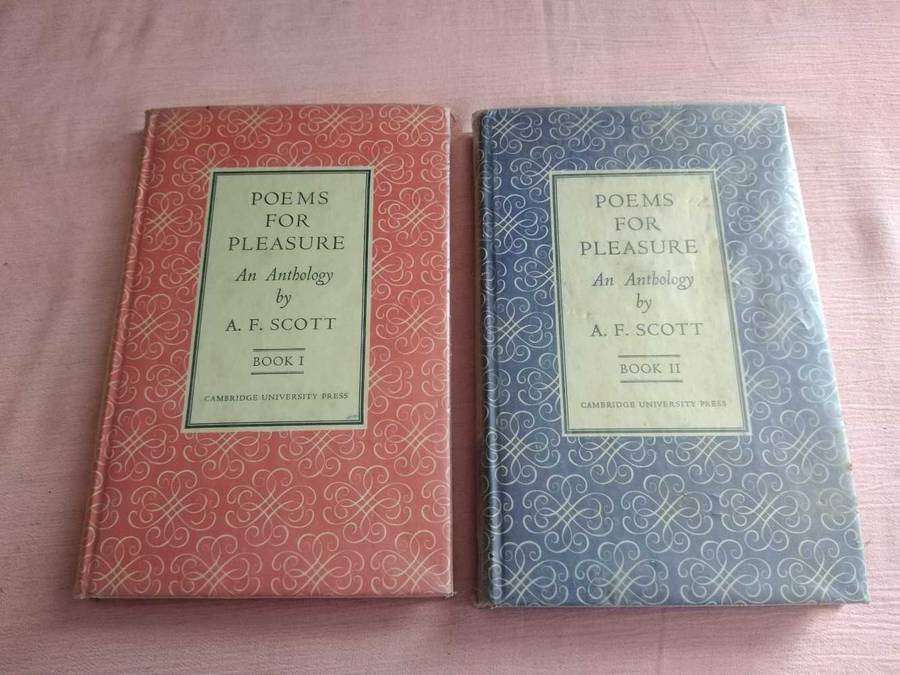 POEMS
FOR
PLEASURE
An Anthology
by
A. F. SCOTT
BOOK I
CAMBRIDGE UNIVERSITY PRESS
POEMS
FOR
PLEASURE
An Anthology
by
A. F. SCOTT
BOOK II
CAMBRIDGE UNIVERSITY PRESS